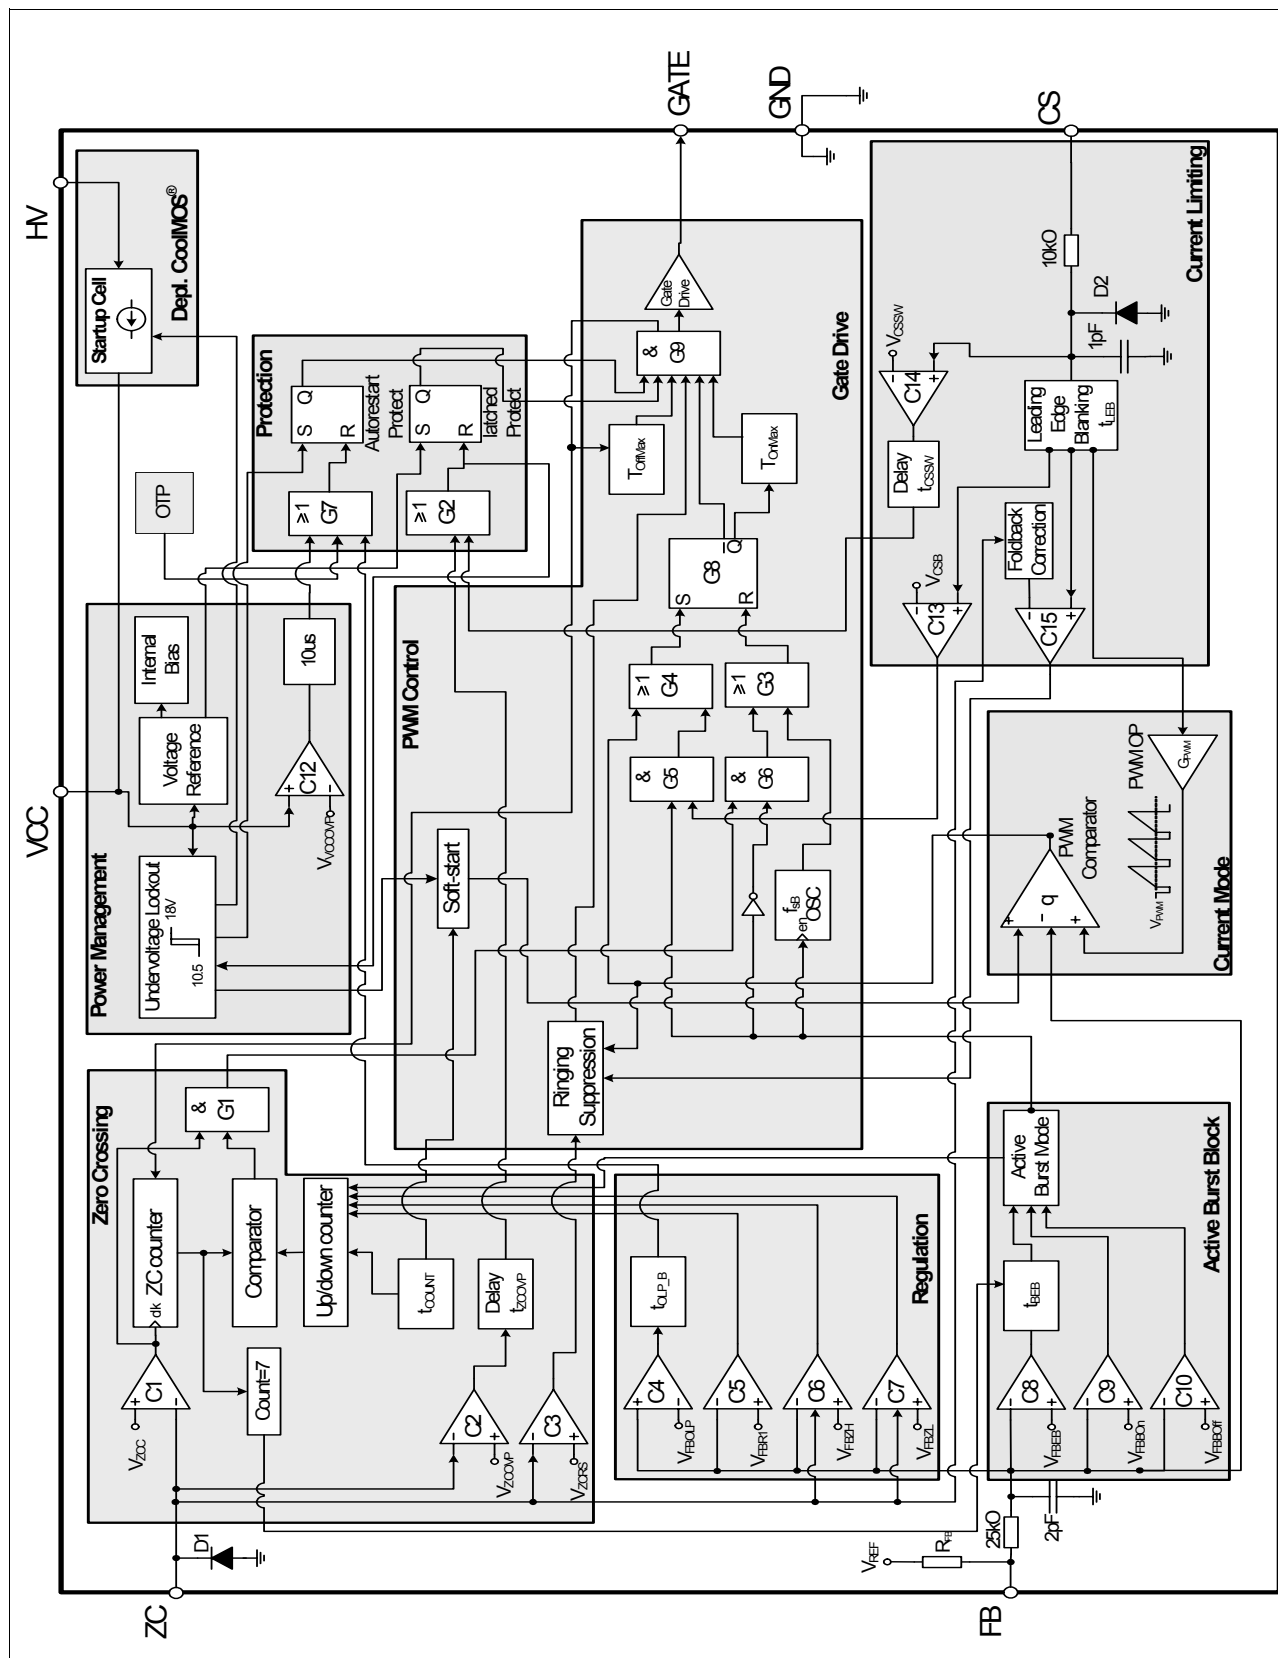 HV
VCC
ZC
FB
GATE
GND
CS
Depl. CoolMOS®
Startup Cell
Power Management
Undervoltage Lockout
18V
10.5
Voltage
Reference
Internal
Bias
C12
+
-
VVCCOVP
10us
OTP
Protection
≥1
G7
S Q
R
Autorestart
Protect
≥1
G2
S Q
R
latched
Protect
Zero Crossing
D1
VZCC
C1
+
-
clk ZC counter
&
G1
Comparator
Count=7
Up/down counter
tCOUNT
C2
-
+
VZCOVP
Delay
tZCOVP
C3
-
+
VZCRS
PWM Control
Soft-start
Ringing
Suppression
&
G5
&
G6
≥1
G4
≥1
G3
fsB
en OSC
Gate Drive
S
R
G8
Q
TOffMax
TOnMax
&
G9
Gate
Drive
Regulation
C4
+
-
VFBOLP
tOLP_B
C5
-
+
VFBR1
C6
-
+
VFBZH
C7
-
+
VFBZL
Active Burst Block
C8
-
+
VFBEB
tBEB
C9
-
+
VFBBOn
C10
-
+
VFBBOff
Active
Burst Mode
VREF
RFB
25kO
2pF
Current Mode
+
- q
+
PWM
Comparator
PWM OP
GPWM
VPWM
Current Limiting
10kO
D2
1pF
Leading
Edge
Blanking
tLEB
VCSSW
C14
-
+
Delay
tCSSW
VCSB
C13
-
+
Foldback
Correction
C15
-
+